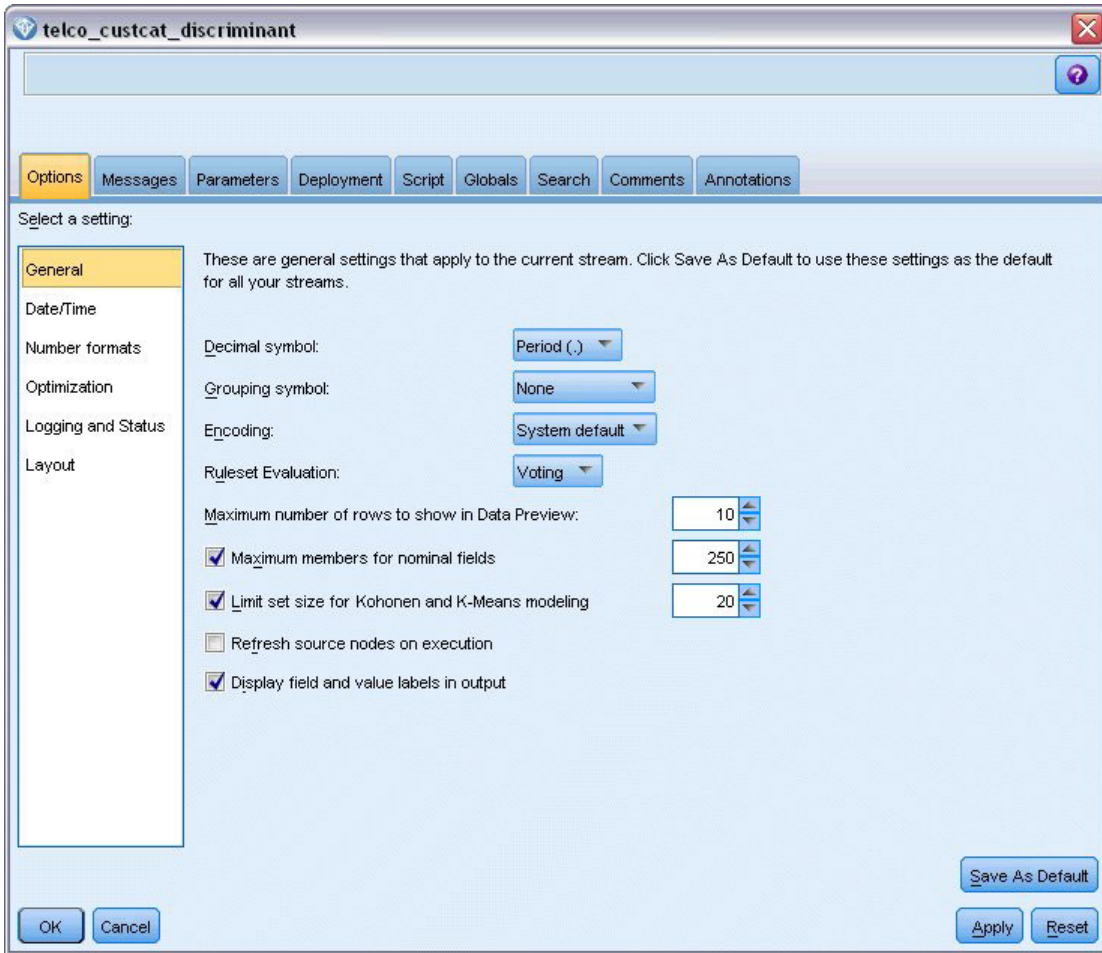 telco_custcat_discriminant
?
Options Messages Parameters Deployment Script Globals Search Comments Annotations
Select a setting:
General
Date/Time
Number formats
Optimization
Logging and Status
Layout
These are general settings that apply to the current stream. Click Save As Default to use these settings as the default
for all your streams.
Decimal symbol: Period (.)
Grouping symbol: None
Encoding: System default
Ruleset Evaluation: Voting
Maximum number of rows to show in Data Preview: 10
Maximum members for nominal fields 250
Limit set size for Kohonen and K-Means modeling 20
Refresh source nodes on execution
Display field and value labels in output
Save As Default
OK Cancel Apply Reset